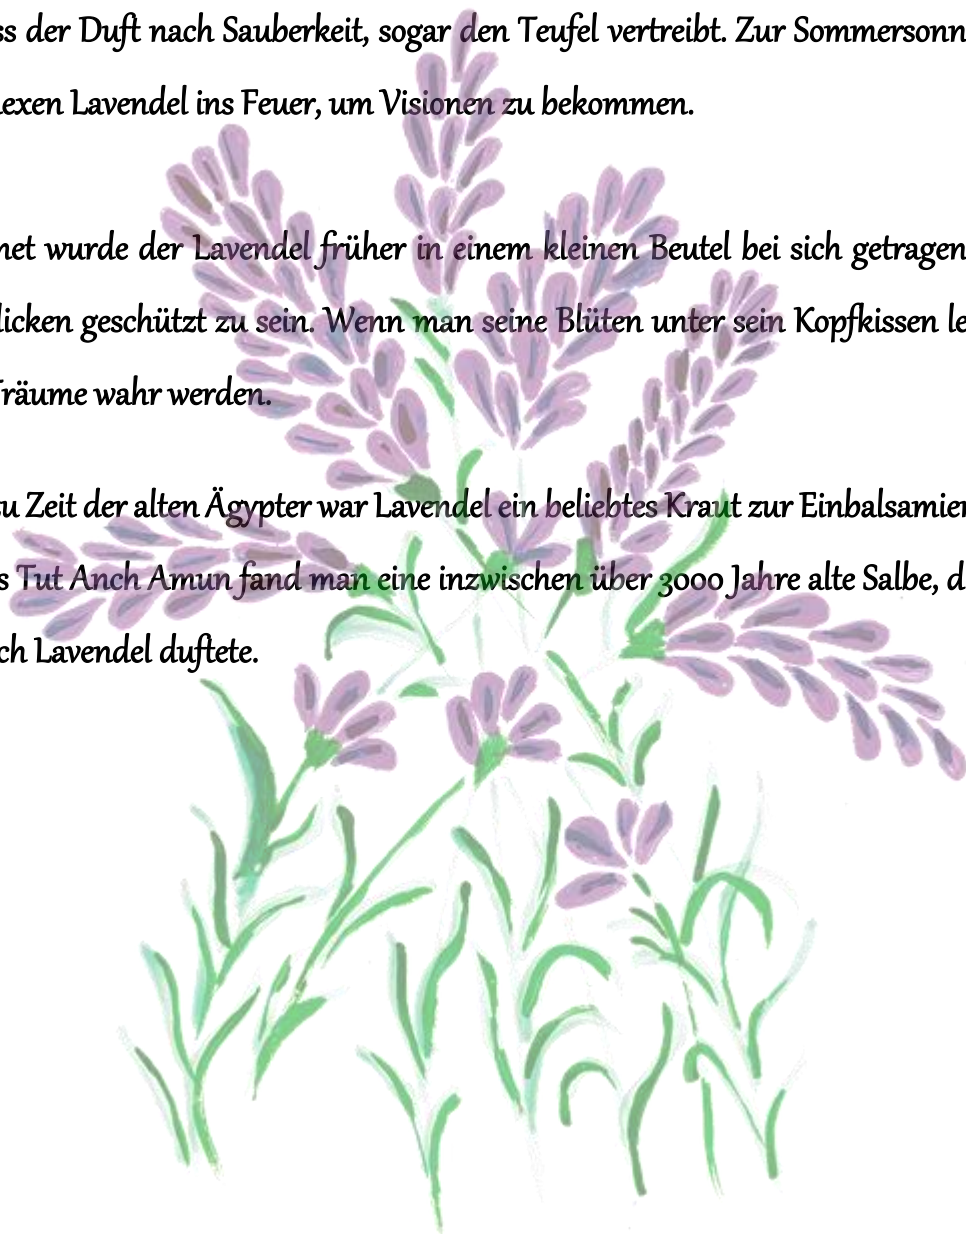 ss der Duft nach Sauberkeit, sogar den Teufel vertreibt. Zur Sommersonn
exen Lavendel ins Feuer, um Visionen zu bekommen.
net wurde der Lavendel früher in einem kleinen Beutel bei sich getragen
licken geschützt zu sein. Wenn man seine Blüten unter sein Kopfkissen le
Träume wahr werden.
zu Zeit der alten Ägypter war Lavendel ein beliebtes Kraut zur Einbalsamier
s Tut Anch Amun fand man eine inzwischen über 3000 Jahre alte Salbe, d
ch Lavendel duftete.